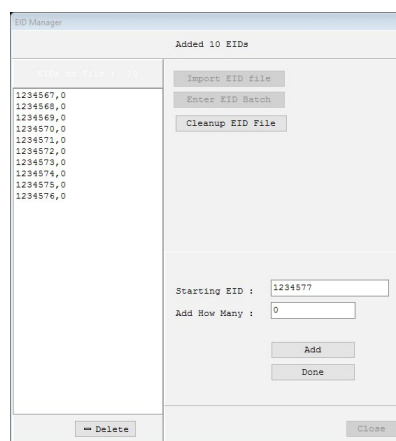 EID Manager
Added 10 EIDs
EIDs on File : 10
Import EID file
Enter EID Batch
Cleanup EID File
1234567,0
1234568,0
1234569,0
1234570,0
1234571,0
1234572,0
1234573,0
1234574,0
1234575,0
1234576,0
Starting EID : 1234577
Add How Many : 0
Add
Done
Delete
Close